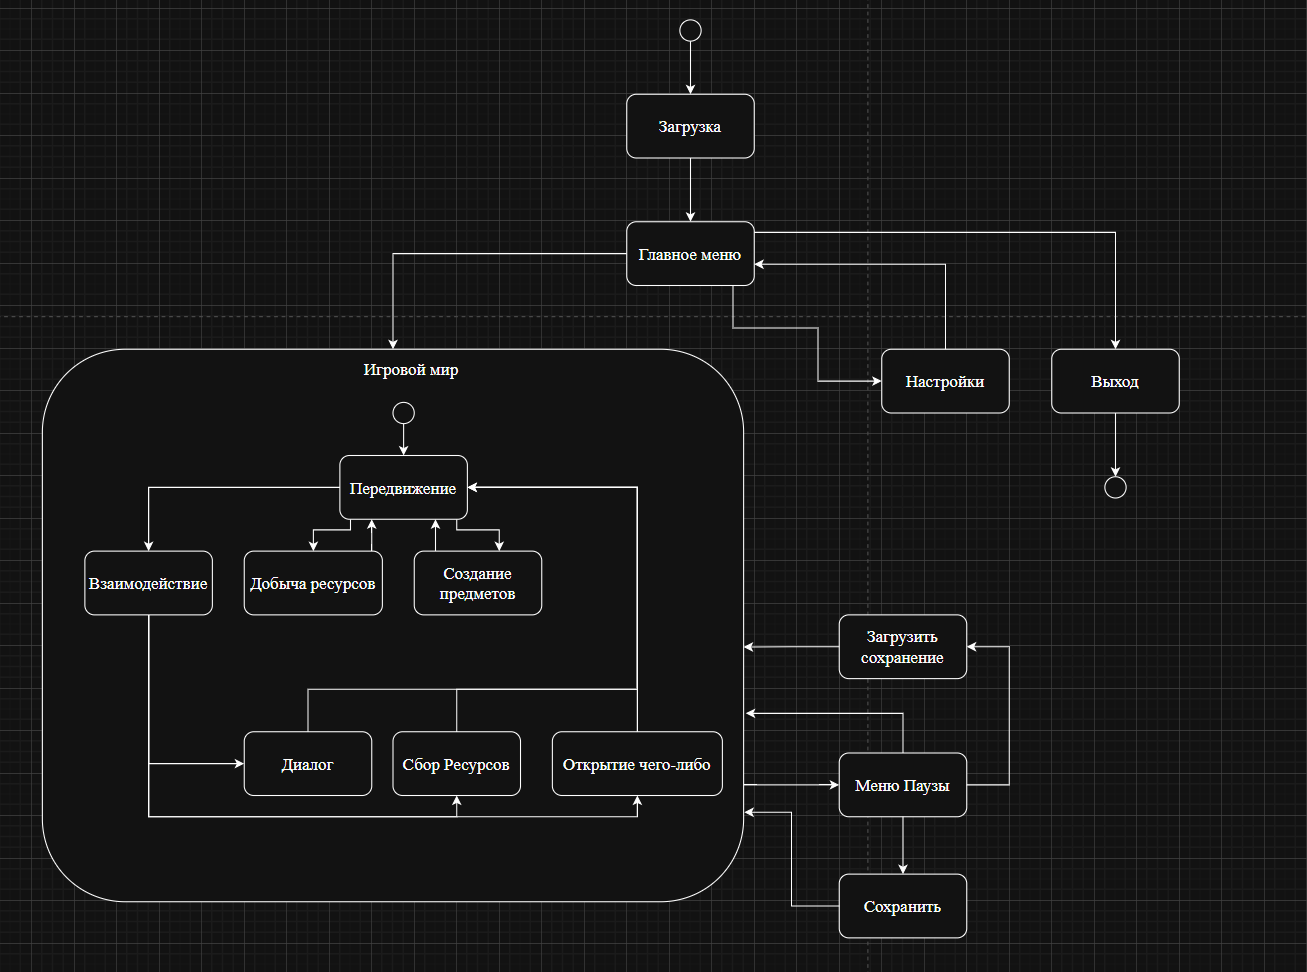 Загрузка
Главное меню
Игровой мир
Настройки
Выход
Передвижение
Взаимодействие
Добыча ресурсов
Создание
предметов
Загрузить
сохранение
Диалог
Сбор Ресурсов
Открытие чего-либо
Меню Паузы
Сохранить